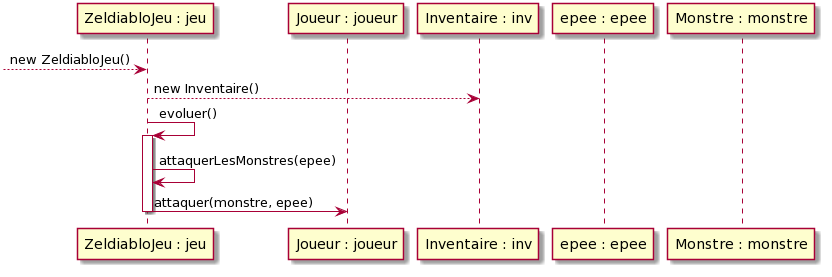 ZeldiabloJeu : jeu
Joueur : joueur
Inventaire : inv
epee : epee
Monstre : monstre
new ZeldiabloJeu()
new Inventaire()
evoluer()
attaquerLesMonstres(epee)
attaquer(monstre, epee)
ZeldiabloJeu : jeu
Joueur : joueur
Inventaire : inv
epee : epee
Monstre : monstre